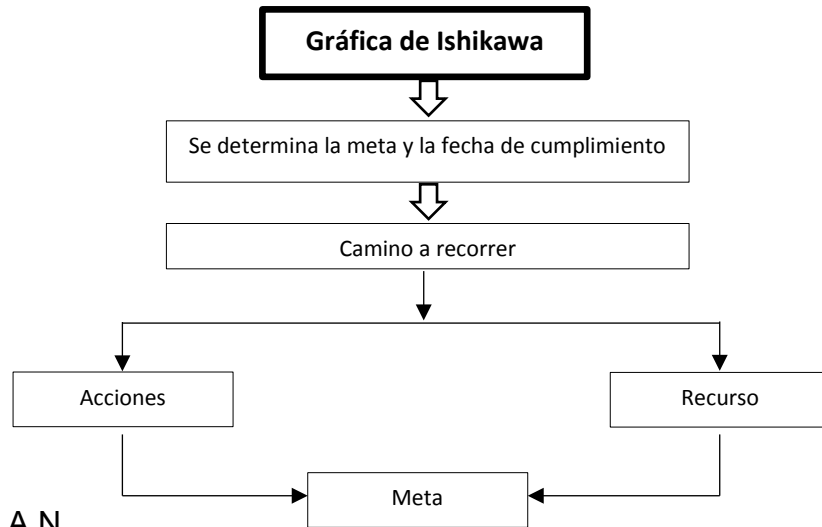 Gráfica de Ishikawa
Se determina la meta y la fecha de cumplimiento
Camino a recorrer
Acciones
Recurso
Meta
A N